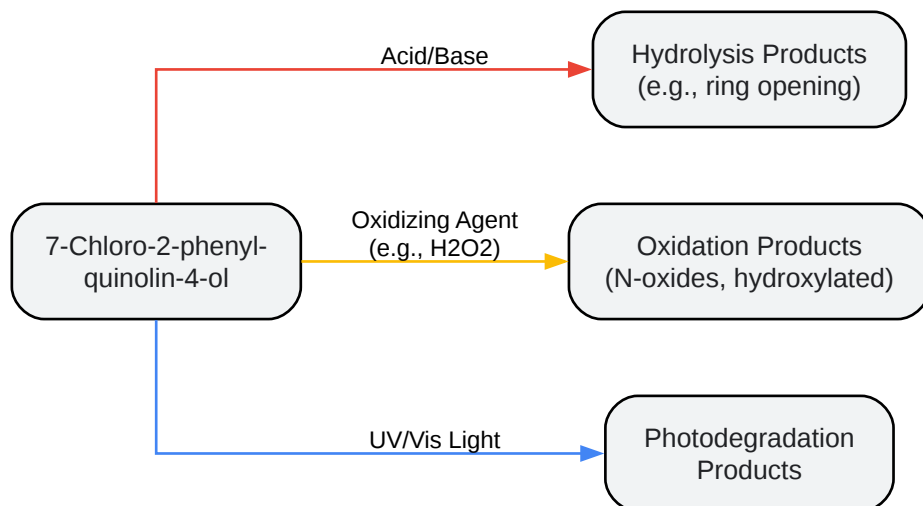 Acid/Base
Hydrolysis Products
(e.g., ring opening)
7-Chloro-2-phenyl-
quinolin-4-ol
Oxidizing Agent
(e.g., H2O2)
Oxidation Products
(N-oxides, hydroxylated)
UV/Vis Light
Photodegradation
Products